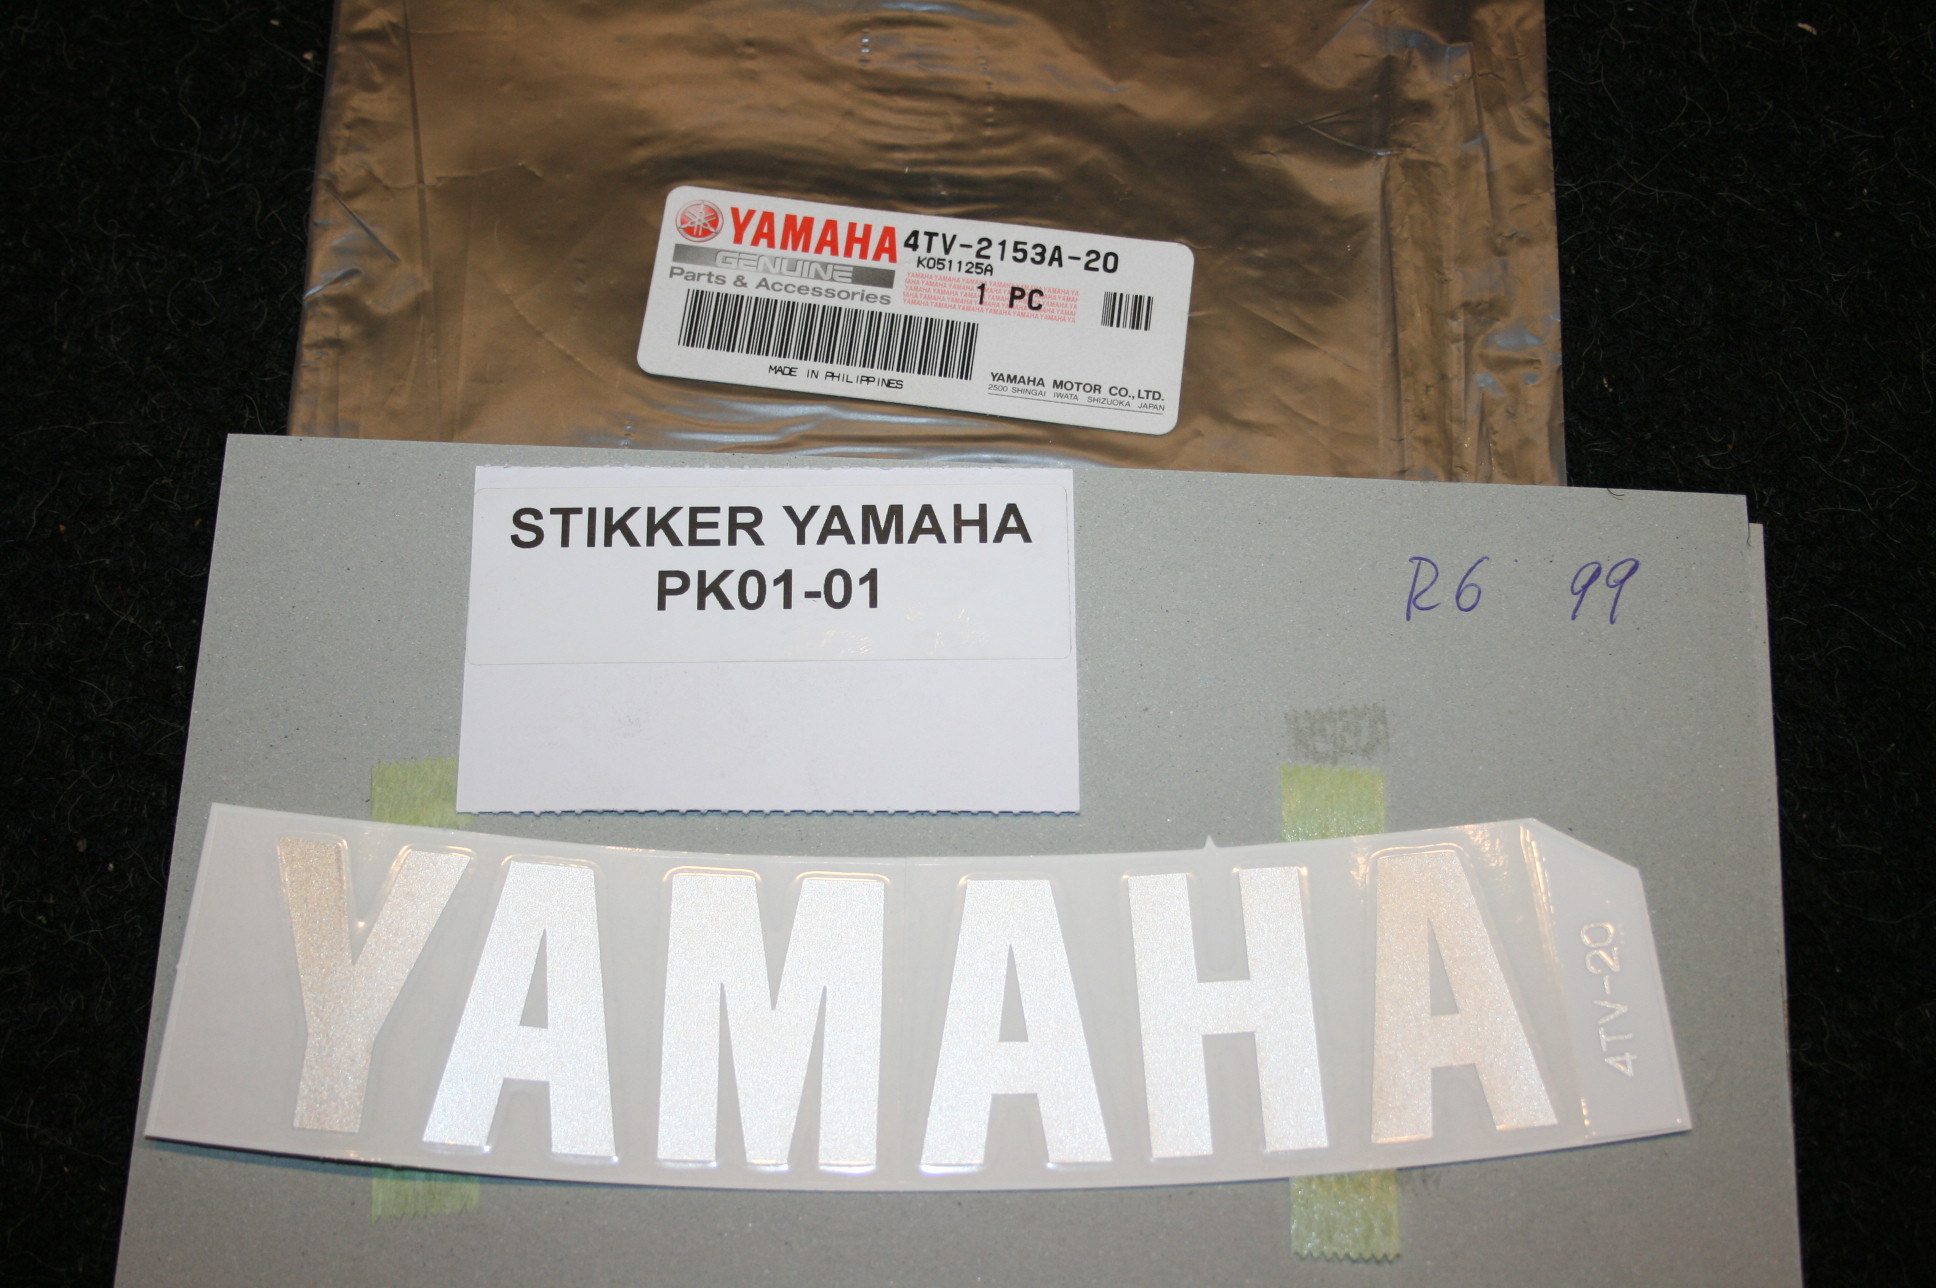 YAMAHA 4TV-2153A-20
GENUINE K051125A
Parts & Accessories 1 PC
MADE IN PHILIPPINES
YAMAHA MOTOR CO.,LTD.
2500 SHINGAI IWATA SHIZUOKA JAPAN
STIKKER YAMAHA
PK01-01
R6 99
YAMAHA
4TV-20